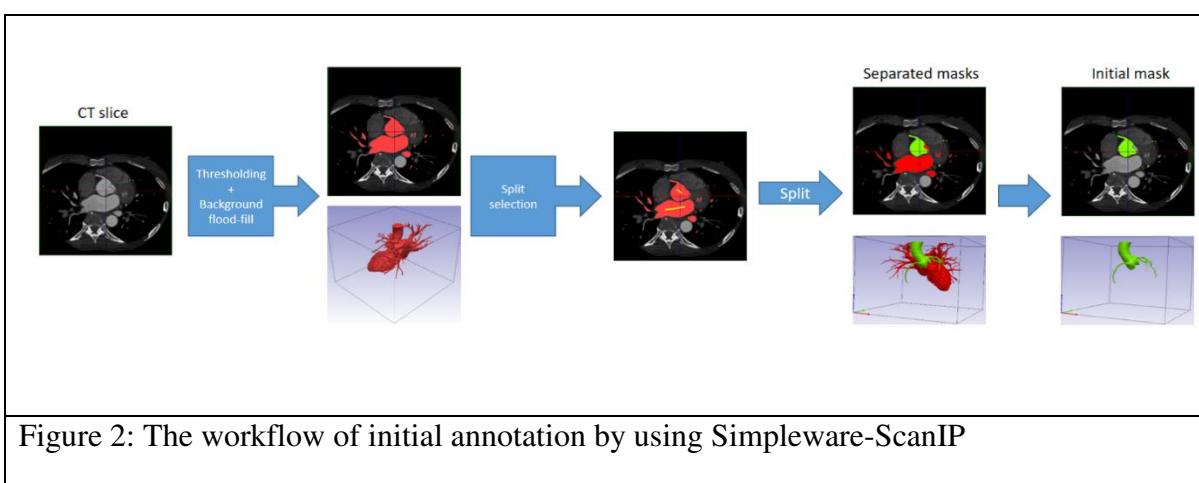 CT slice
Thresholding
+
Background
flood-fill
Split
selection
Split
Separated masks
Initial mask
Figure 2: The workflow of initial annotation by using Simpleware-ScanIP